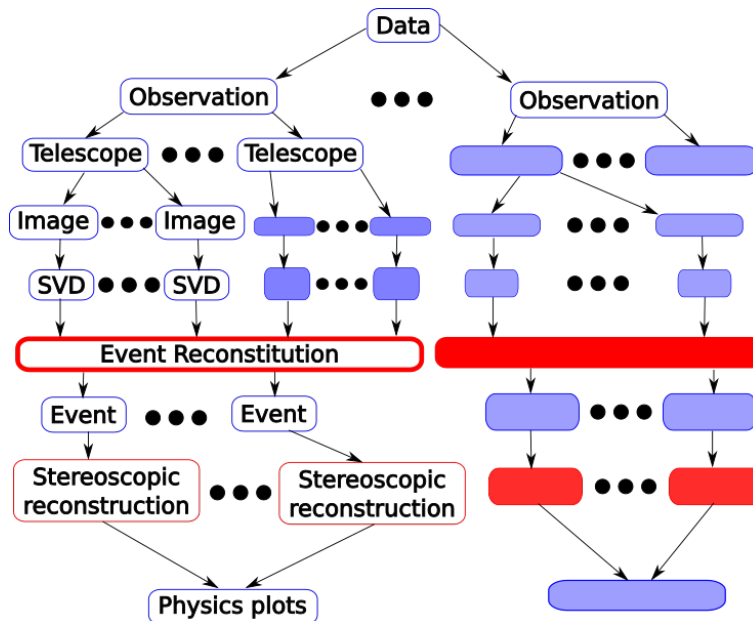 Data
Observation
Observation
Telescope
Telescope
Image
Image
SVD
SVD
Event Reconstitution
Event
Event
Stereoscopic
reconstruction
Stereoscopic
reconstruction
Physics plots